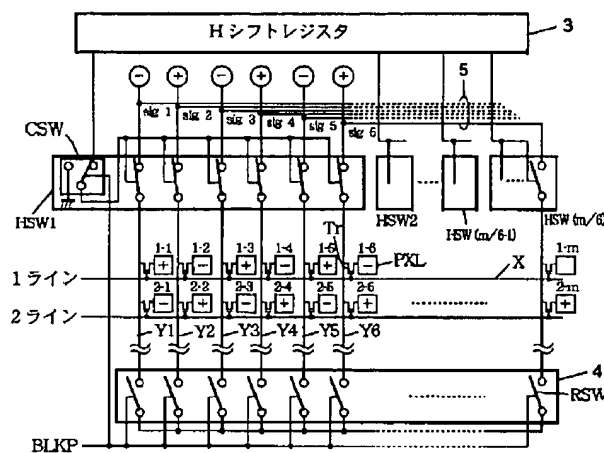 Hシフトレジスタ
3
− + − + − +
5
sig 1 sig 2 sig 3 sig 4 sig 5 sig 6
CSW
HSW1
HSW2
HSW(m/6-1)
HSW(m/6)
Tr
1-1 1-2 1-3 1-4 1-5 1-6 1-m
+ − + − + −
PXL
X
1ライン
2-1 2-2 2-3 2-4 2-5 2-6 2-m
− + − + − + +
2ライン
Y1 Y2 Y3 Y4 Y5 Y6
4
RSW
BLKP